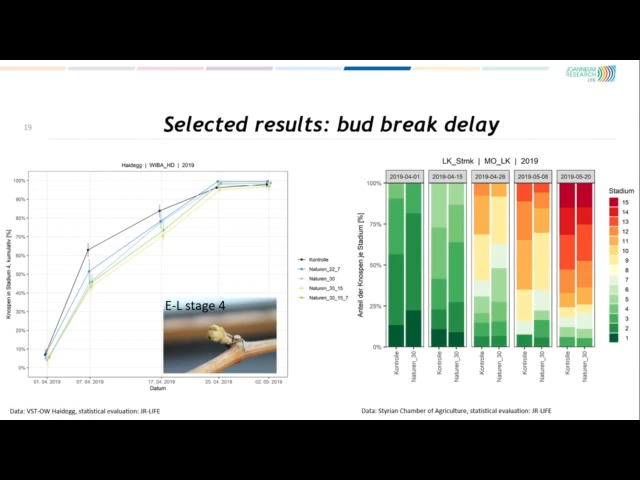 JOANNEUM
RESEARCH
LIFE
19
Selected results: bud break delay
Haidegg | WIBA_HD | 2019
Knospen in Stadium 4, kumulativ [%]
100%
90%
80%
70%
60%
50%
40%
30%
20%
10%
0%
07. 04. 2019
17. 04. 2019
02. 05. 2019
Datum
E-L stage 4
Kontrolle
Naturen_22_7
Naturen_30
Naturen_30_15
Naturen_30_15_7
Data: VST-OW Haidegg, statistical evaluation: JR-LIFE
LK_Stmk | MO_LK | 2019
2019-04-01
2019-04-15
2019-04-26
2019-05-08
2019-05-20
Anteil der Knospen je Stadium [%]
100%
75%
50%
25%
0%
Kontrolle
Naturen_30
Kontrolle
Naturen_30
Kontrolle
Naturen_30
Kontrolle
Naturen_30
Kontrolle
Naturen_30
Stadium
15
14
13
12
11
10
9
8
7
6
5
4
3
2
1
Data: Styrian Chamber of Agriculture, statistical evaluation: JR-LIFE